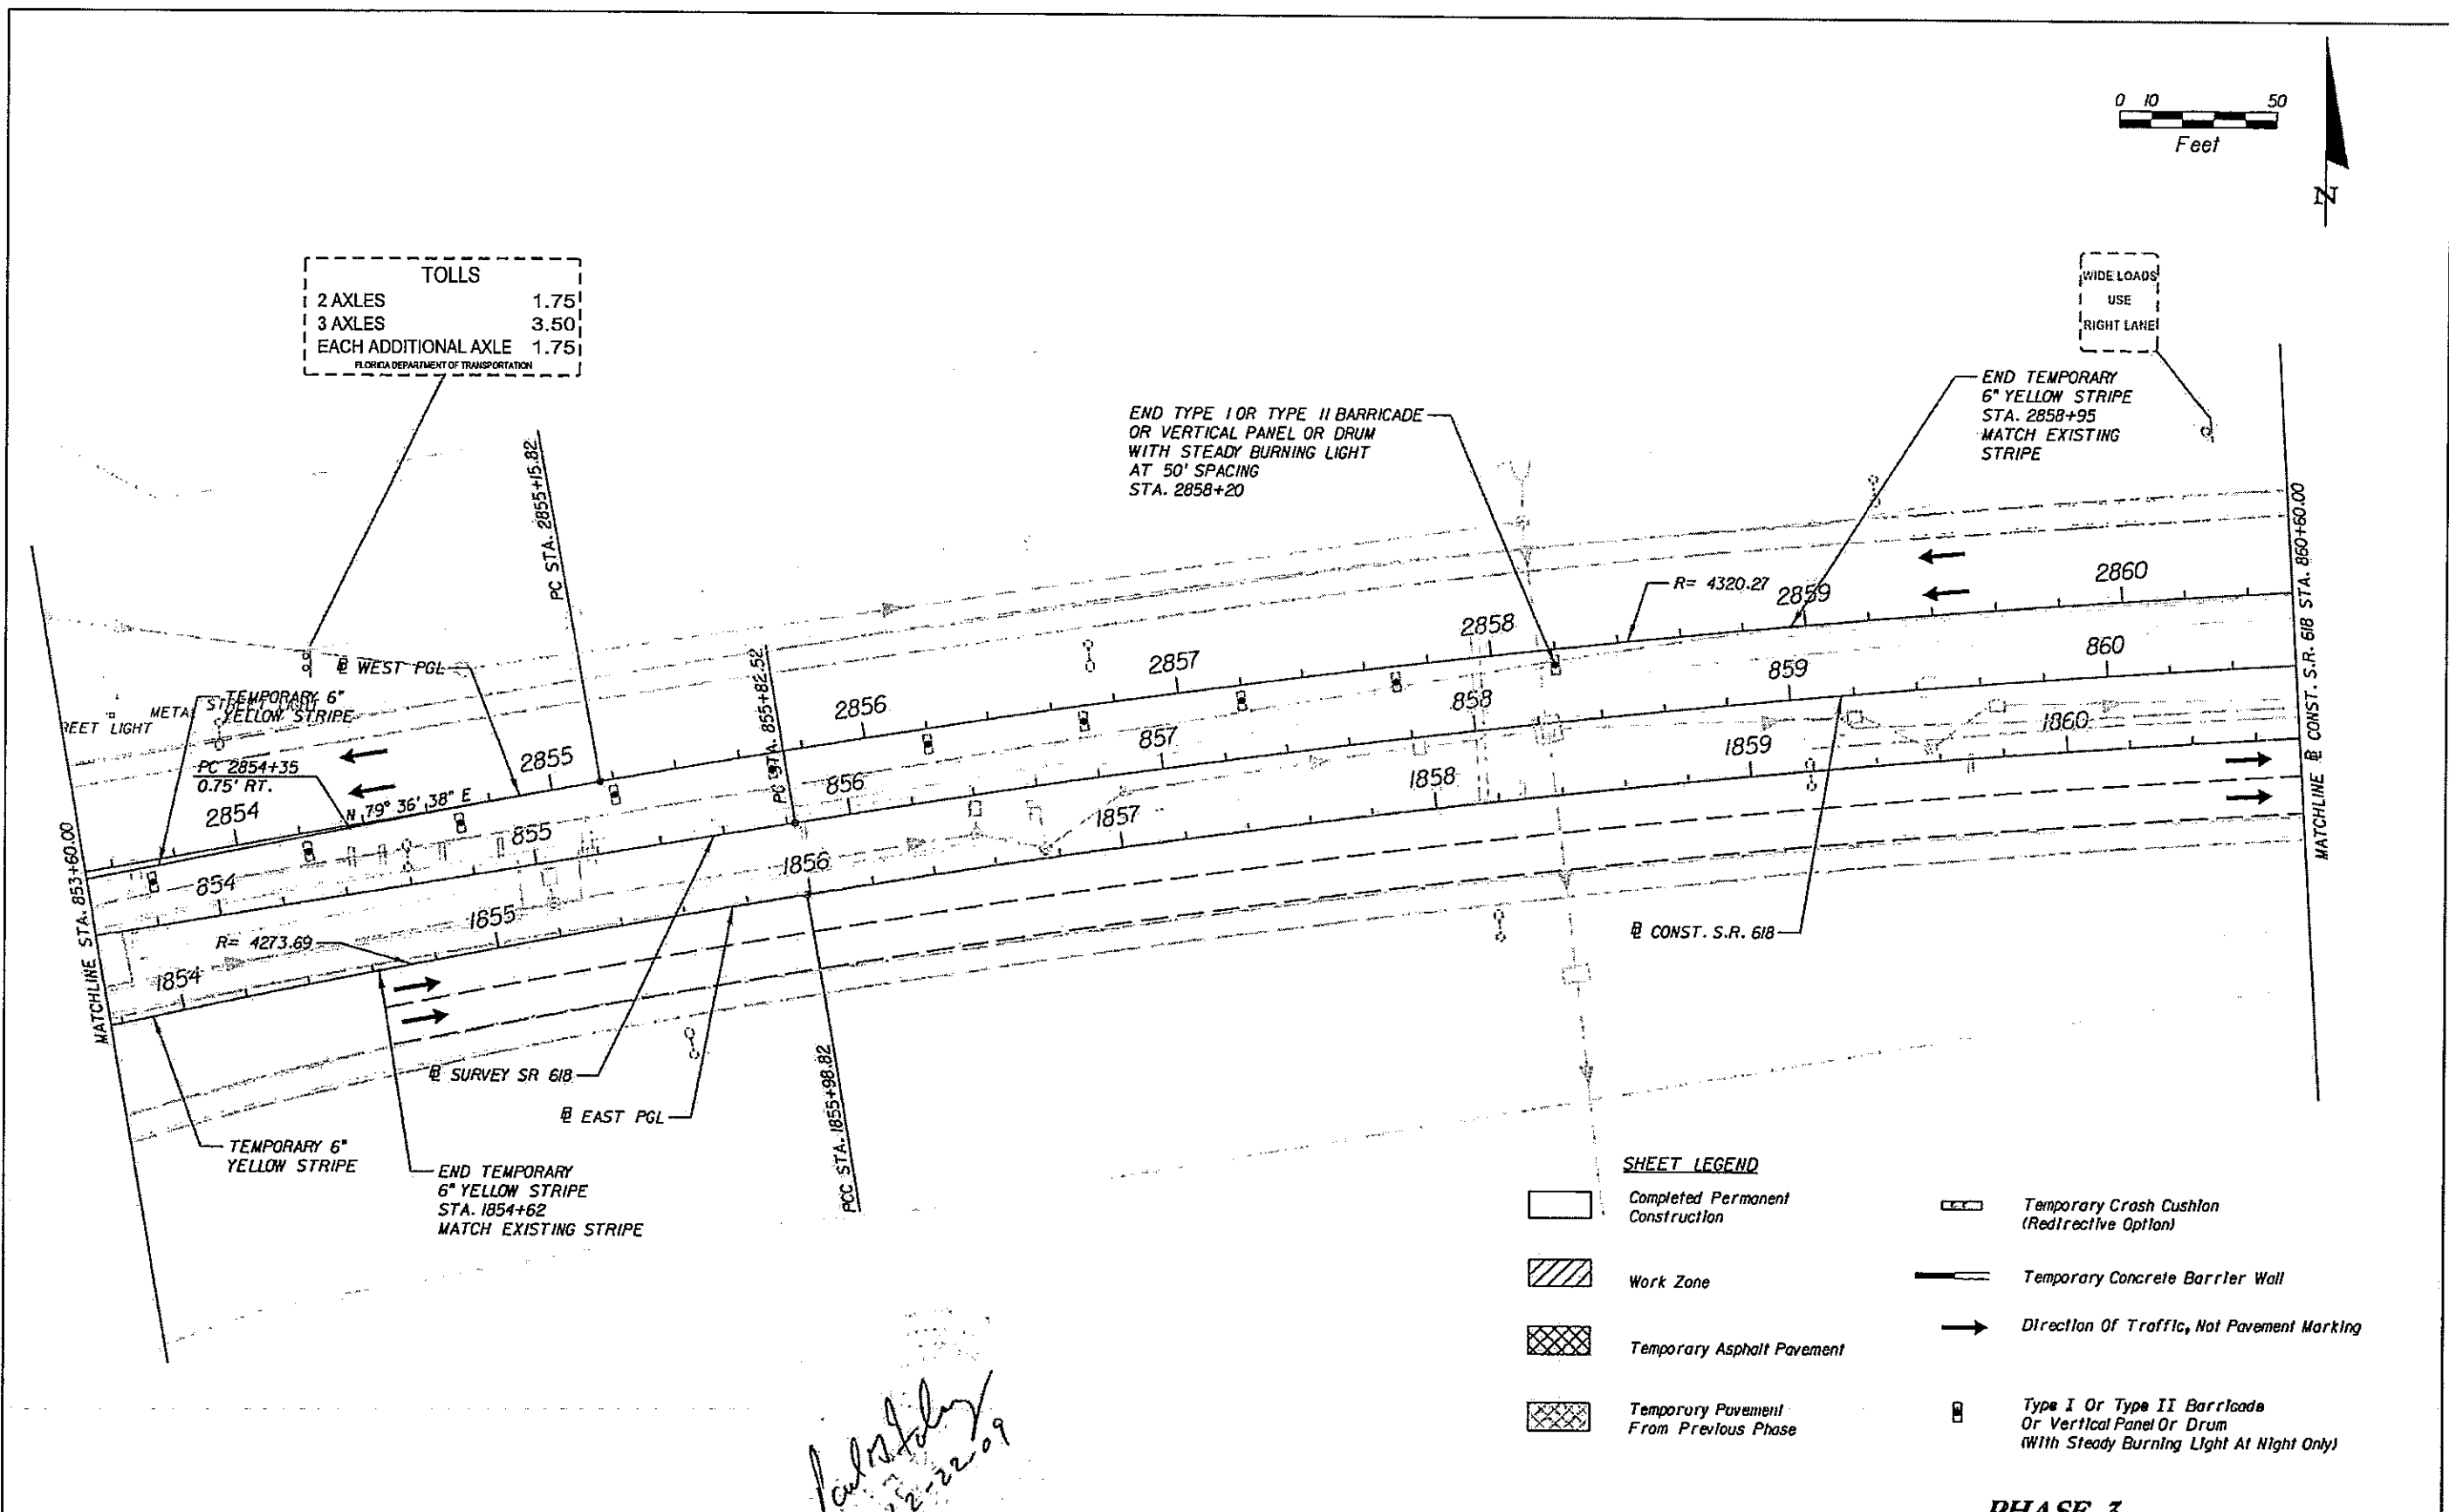 0 10 50
Feet
N
TOLLS
2 AXLES 1.75
3 AXLES 3.50
EACH ADDITIONAL AXLE 1.75
FLORIDA DEPARTMENT OF TRANSPORTATION
WIDE LOADS
USE
RIGHT LANE
END TYPE I OR TYPE II BARRICADE
OR VERTICAL PANEL OR DRUM
WITH STEADY BURNING LIGHT
AT 50' SPACING
STA. 2858+20
END TEMPORARY
6" YELLOW STRIPE
STA. 2858+95
MATCH EXISTING
STRIPE
PC STA. 2855+15.82
PC STA. 855+82.52
R= 4320.27
MATCHLINE ⅊ CONST. S.R. 618 STA. 860+60.00
⅊ WEST PGL
TEMPORARY 6"
YELLOW STRIPE
METAL STREET LIGHT
REET LIGHT
PC 2854+35
0.75' RT.
N 79° 36' 38" E
2854
2855
2856
2857
2858
2859
2860
854
855
856
857
858
859
860
1854
1855
1856
1857
1858
1859
1860
MATCHLINE STA. 853+60.00
R= 4273.69
⅊ SURVEY SR 618
⅊ EAST PGL
⅊ CONST. S.R. 618
PCC STA. 1855+98.82
TEMPORARY 6"
YELLOW STRIPE
END TEMPORARY
6" YELLOW STRIPE
STA. 1854+62
MATCH EXISTING STRIPE
SHEET LEGEND
Completed Permanent
Construction
Work Zone
Temporary Asphalt Pavement
Temporary Pavement
From Previous Phase
Temporary Crash Cushion
(Redirective Option)
Temporary Concrete Barrier Wall
Direction Of Traffic, Not Pavement Marking
Type I Or Type II Barricade
Or Vertical Panel Or Drum
(With Steady Burning Light At Night Only)
PHASE 3